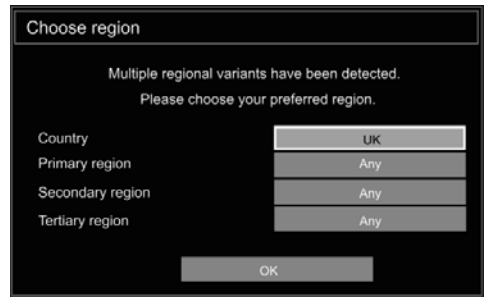 Choose region
Multiple regional variants have been detected.
Please choose your preferred region.
Country UK
Primary region Any
Secondary region Any
Tertiary region Any
OK